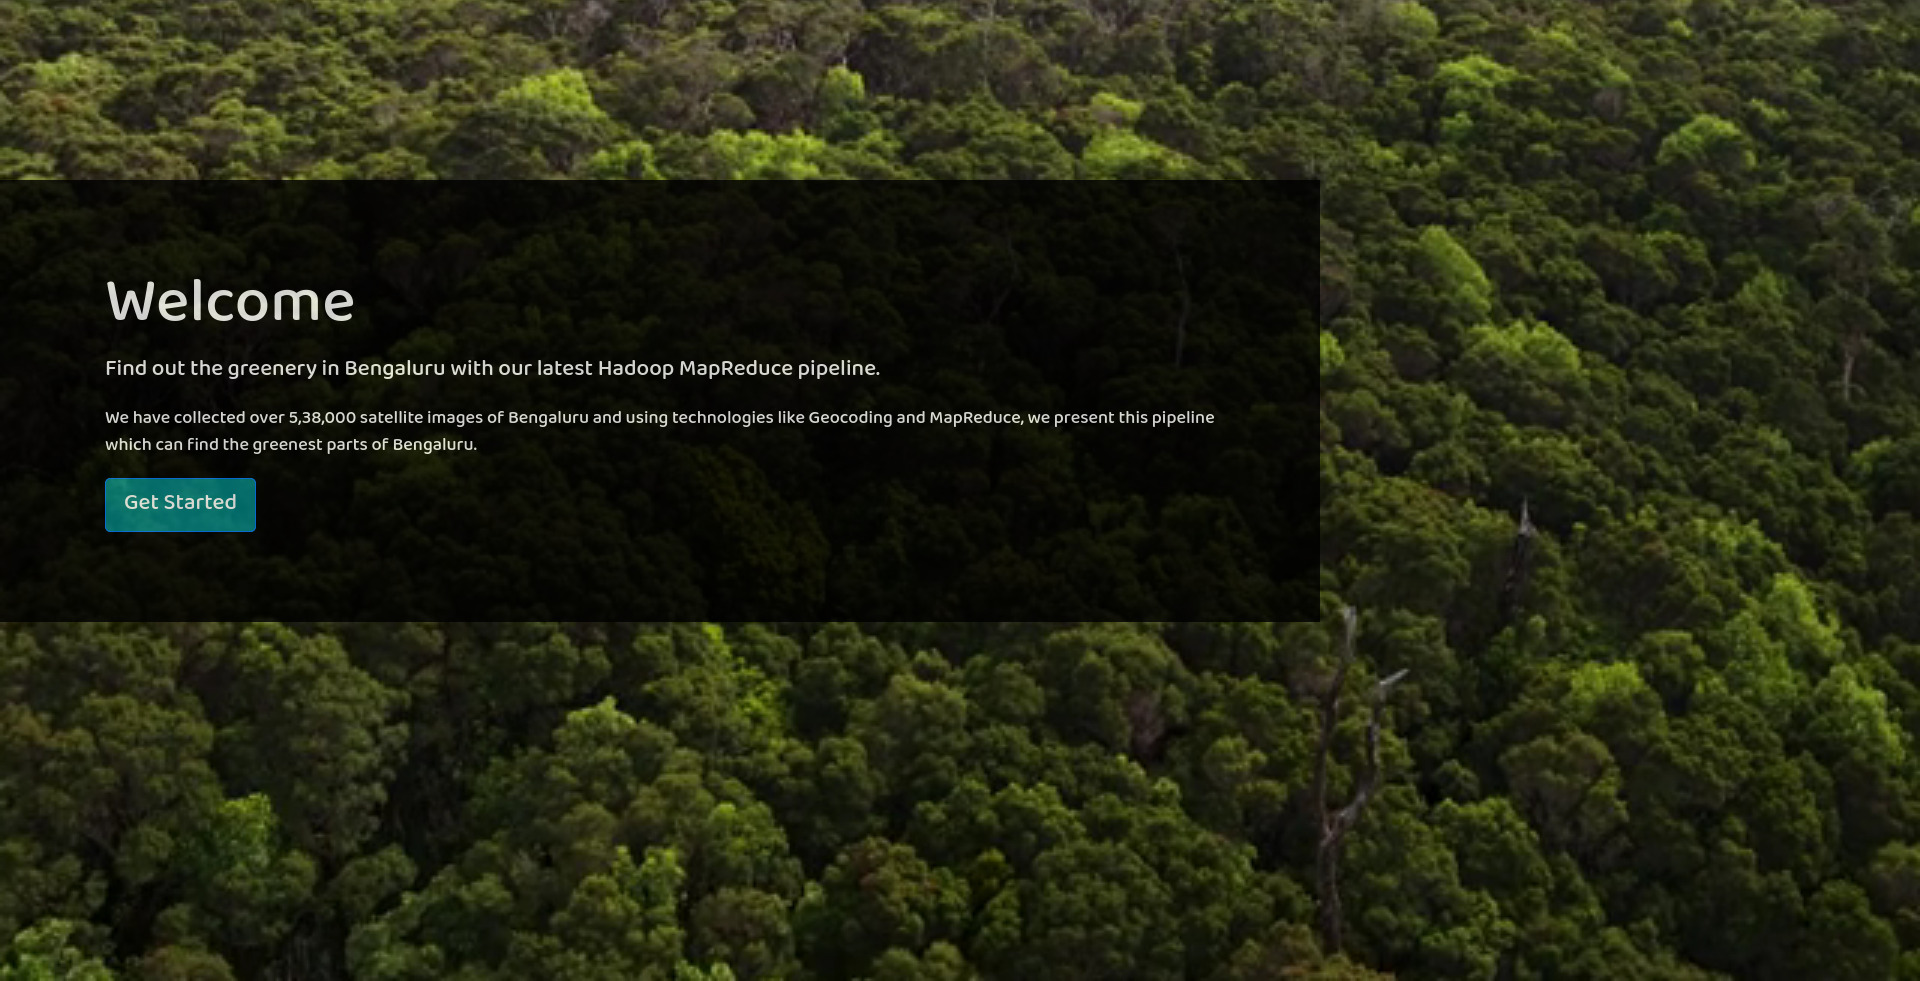 Welcome
Find out the greenery in Bengaluru with our latest Hadoop MapReduce pipeline.
We have collected over 5,38,000 satellite images of Bengaluru and using technologies like Geocoding and MapReduce, we present this pipeline
which can find the greenest parts of Bengaluru.
Get Started